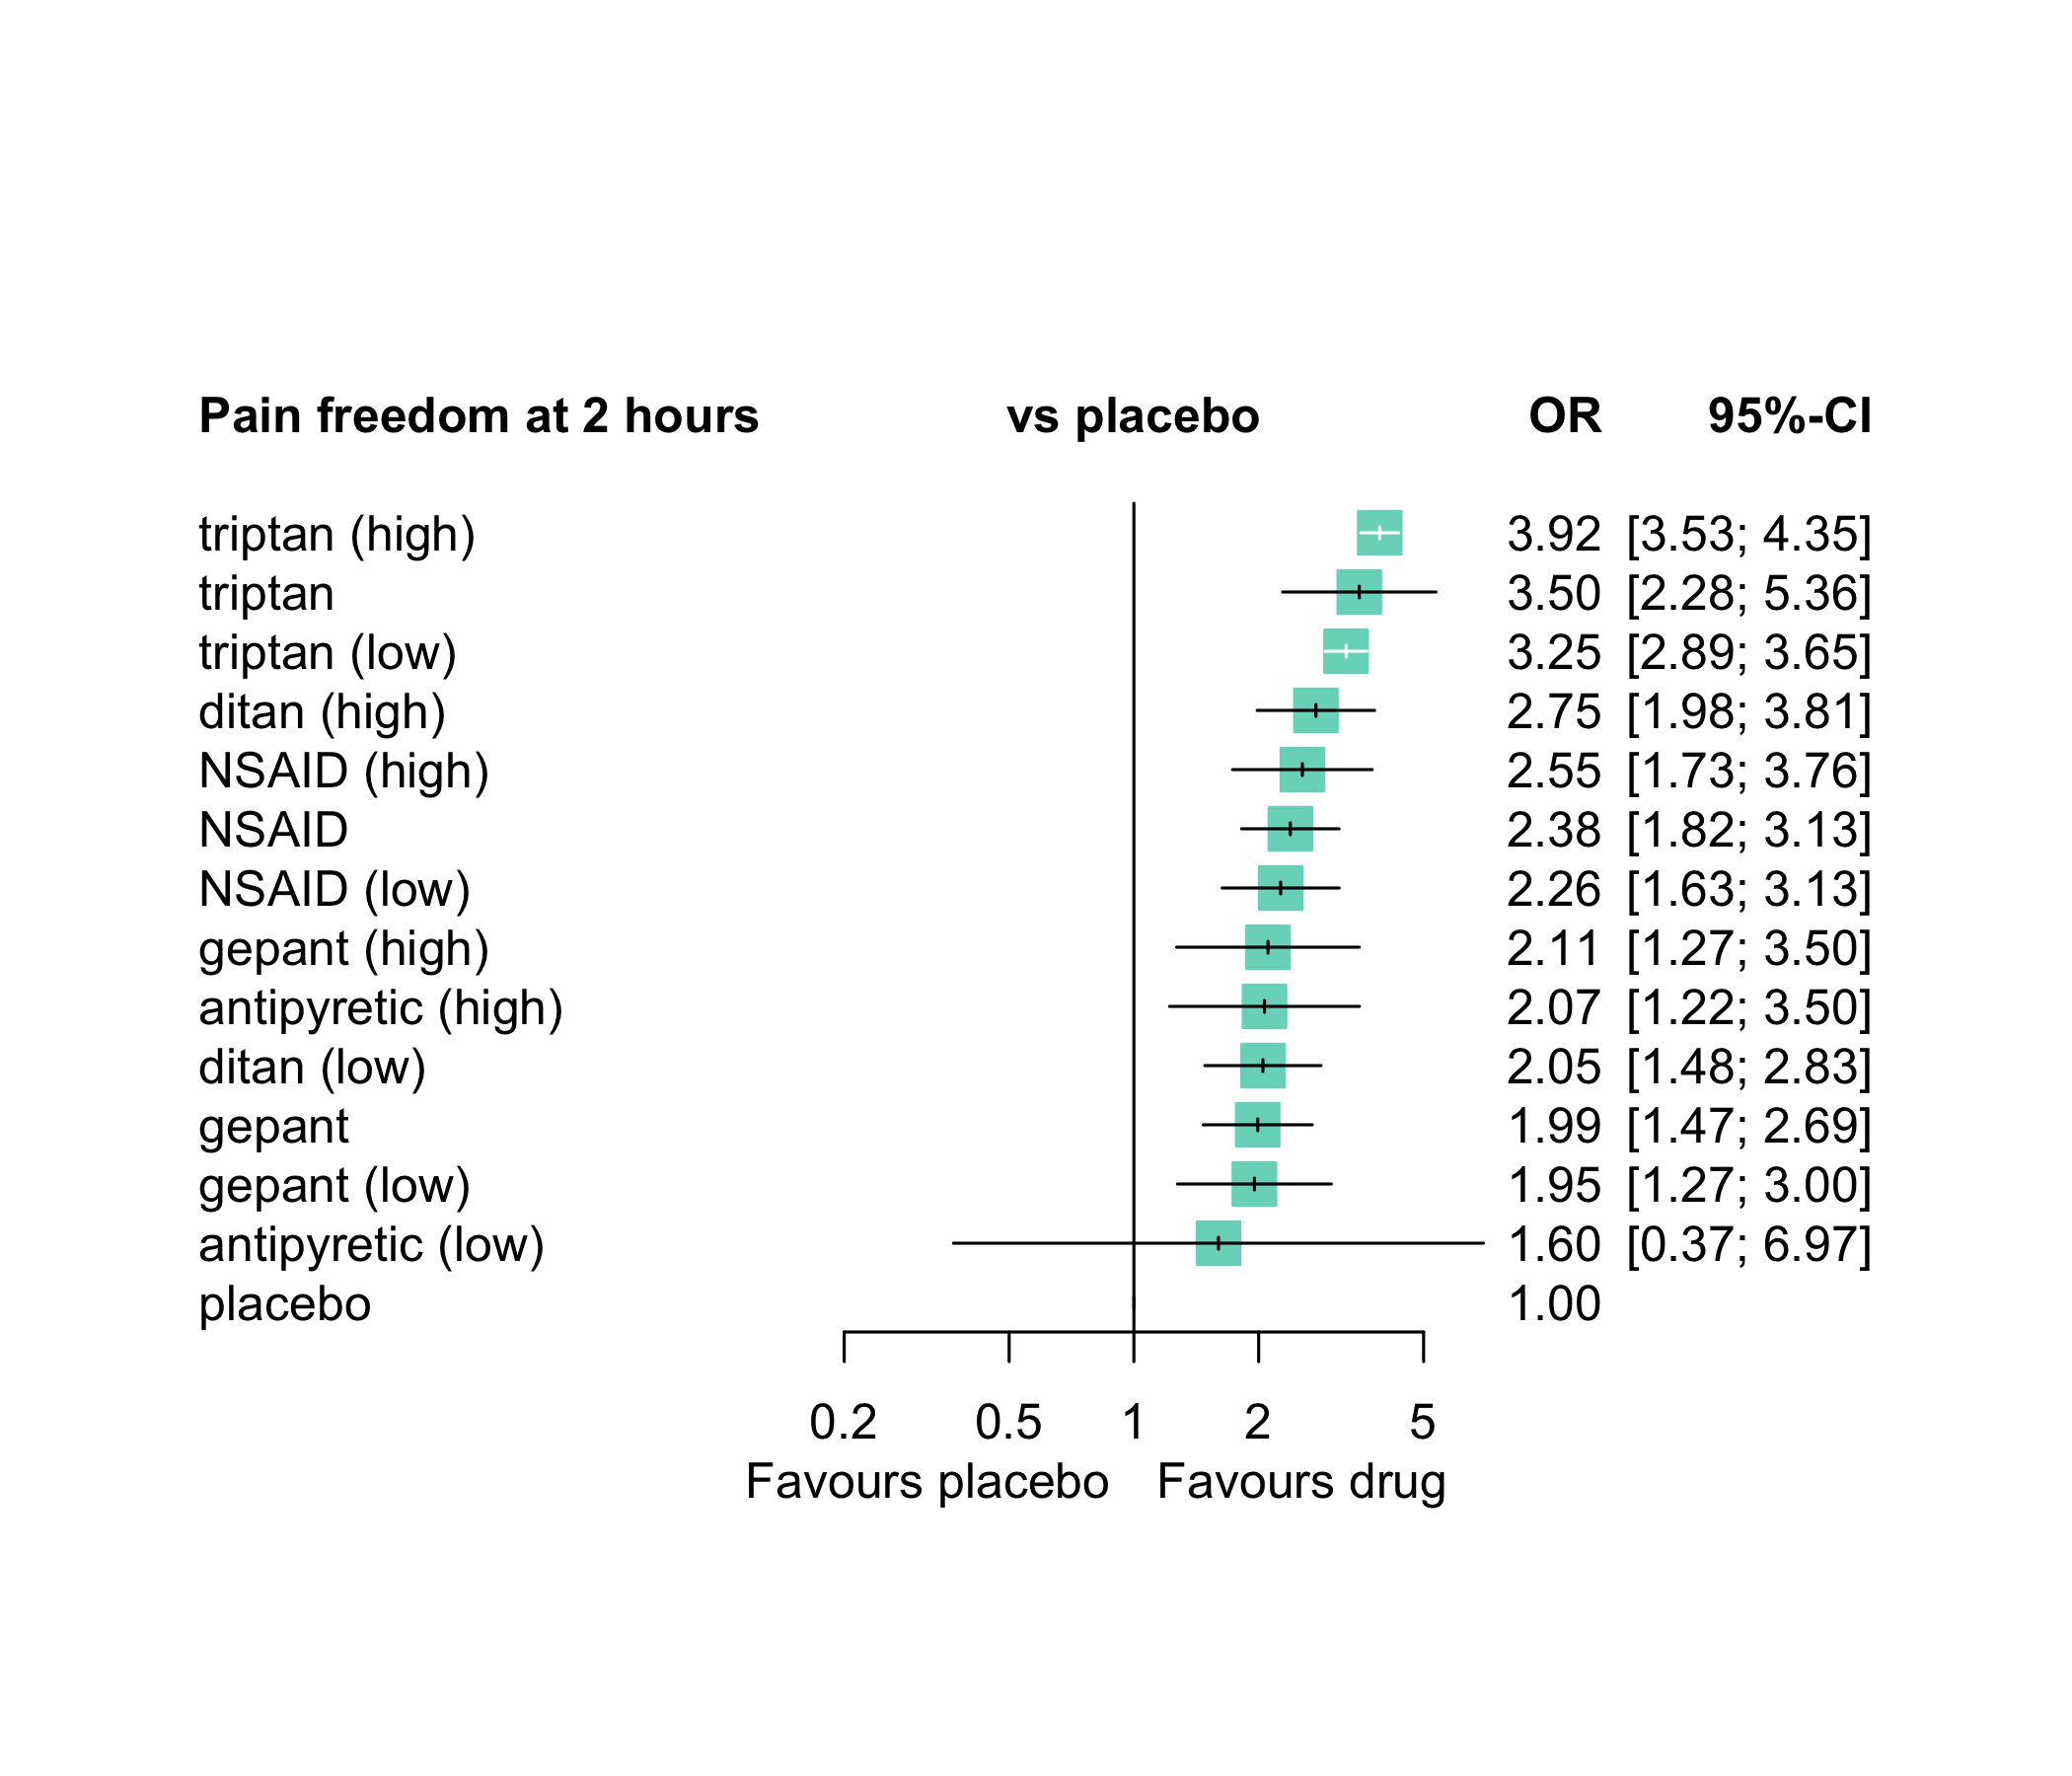 Pain freedom at 2 hours vs placebo OR 95%-CI
triptan (high) 3.92 [3.53; 4.35]
triptan 3.50 [2.28; 5.36]
triptan (low) 3.25 [2.89; 3.65]
ditan (high) 2.75 [1.98; 3.81]
NSAID (high) 2.55 [1.73; 3.76]
NSAID 2.38 [1.82; 3.13]
NSAID (low) 2.26 [1.63; 3.13]
gepant (high) 2.11 [1.27; 3.50]
antipyretic (high) 2.07 [1.22; 3.50]
ditan (low) 2.05 [1.48; 2.83]
gepant 1.99 [1.47; 2.69]
gepant (low) 1.95 [1.27; 3.00]
antipyretic (low) 1.60 [0.37; 6.97]
placebo 1.00
0.2 0.5 1 2 5
Favours placebo Favours drug